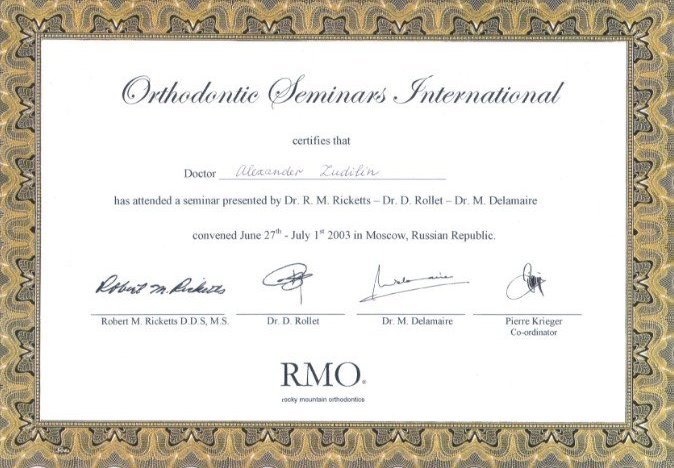 Orthodontic Seminars International
certifies that
Doctor Alexander Zudilin
has attended a seminar presented by Dr. R. M. Ricketts – Dr. D. Rollet – Dr. M. Delamaire
convened June 27th - July 1st 2003 in Moscow, Russian Republic.
Robert M Ricketts
Robert M. Ricketts D.D.S, M.S. Dr. D. Rollet Dr. M. Delamaire Pierre Krieger
Co-ordinator
RMO®
rocky mountain orthodontics